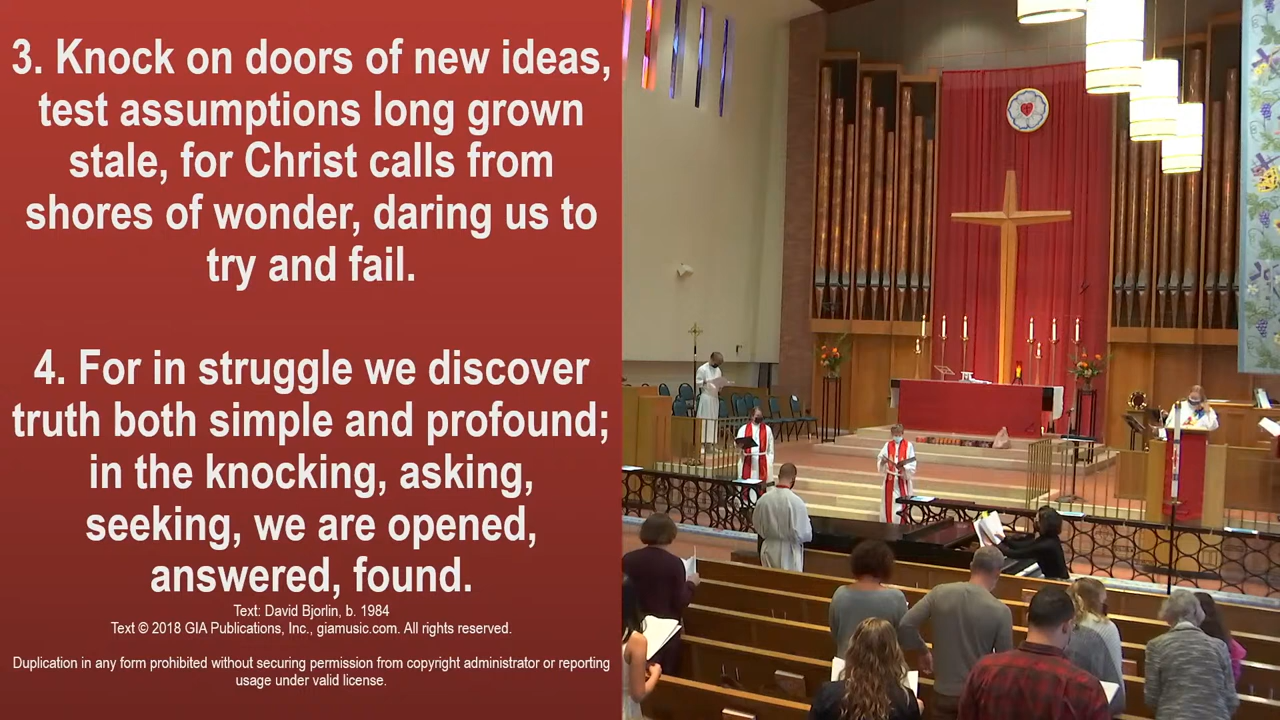 3. Knock on doors of new ideas,
test assumptions long grown
stale, for Christ calls from
shores of wonder, daring us to
try and fail.
4. For in struggle we discover
truth both simple and profound;
in the knocking, asking,
seeking, we are opened,
answered, found.
Text: David Bjorlin, b. 1984
Text © 2018 GIA Publications, Inc., giamusic.com. All rights reserved.
Duplication in any form prohibited without securing permission from copyright administrator or reporting
usage under valid license.